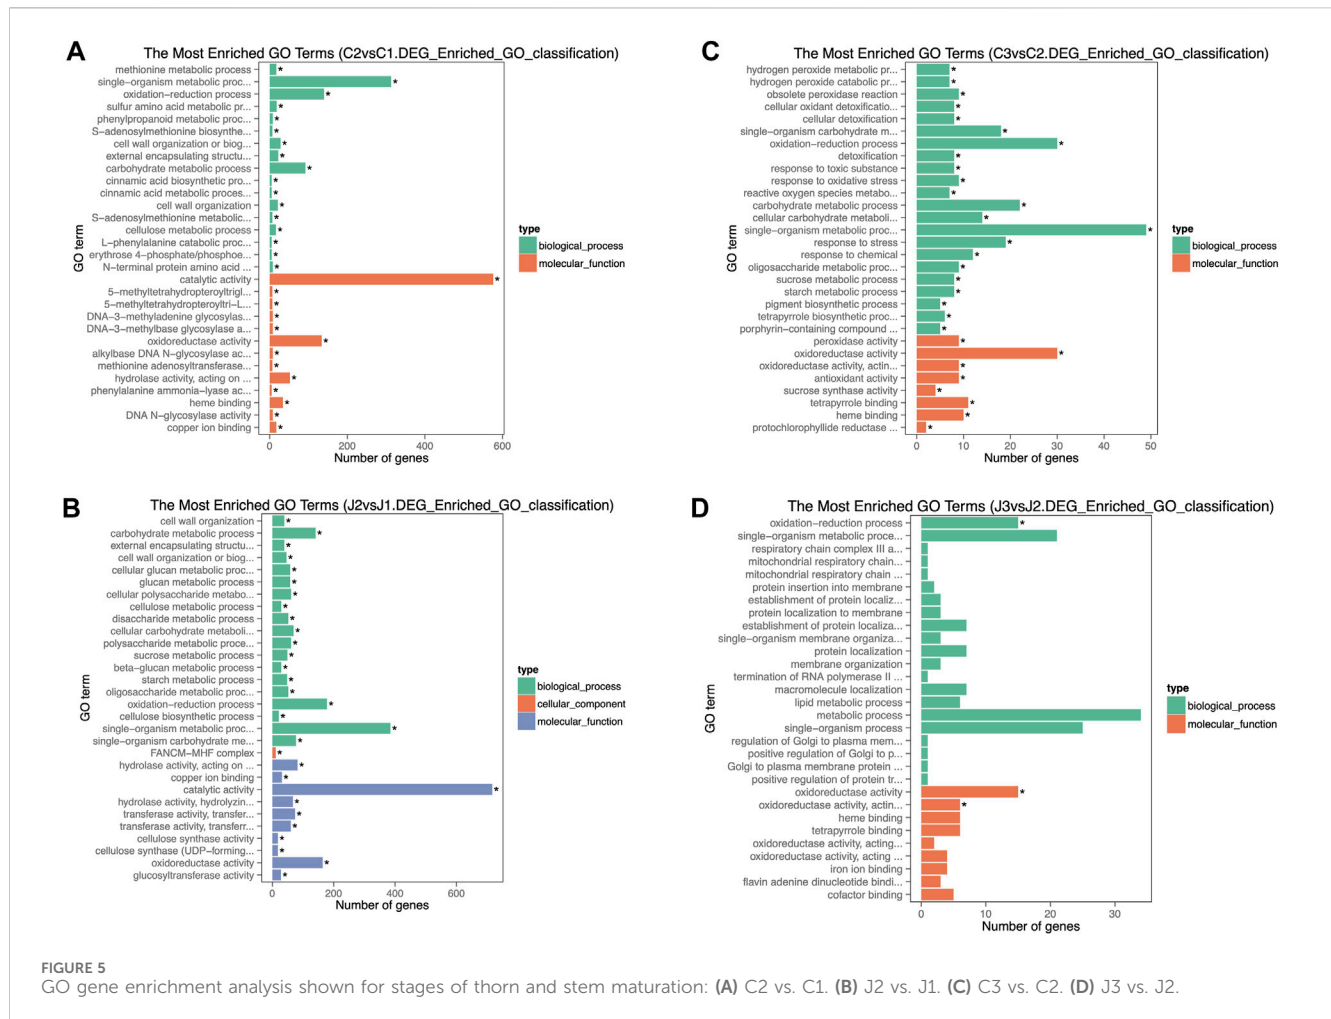 A
The Most Enriched GO Terms (C2vsC1.DEG_Enriched_GO_classification)
methionine metabolic process
single−organism metabolic proc...
oxidation−reduction process
sulfur amino acid metabolic pr...
phenylpropanoid metabolic proc...
S−adenosylmethionine biosynthe...
cell wall organization or biog...
external encapsulating structu...
carbohydrate metabolic process
cinnamic acid biosynthetic pro...
cinnamic acid metabolic proces...
cell wall organization
S−adenosylmethionine metabolic...
cellulose metabolic process
L−phenylalanine catabolic proc...
erythrose 4−phosphate/phosphoe...
N−terminal protein amino acid ...
catalytic activity
5−methyltetrahydropteroyltrigl...
5−methyltetrahydropteroyltri−L...
DNA−3−methyladenine glycosylas...
DNA−3−methylbase glycosylase a...
oxidoreductase activity
alkylbase DNA N−glycosylase ac...
methionine adenosyltransferase...
hydrolase activity, acting on ...
phenylalanine ammonia−lyase ac...
heme binding
DNA N−glycosylase activity
copper ion binding
GO term
0 200 400 600
Number of genes
type
biological_process
molecular_function
C
The Most Enriched GO Terms (C3vsC2.DEG_Enriched_GO_classification)
hydrogen peroxide metabolic pr...
hydrogen peroxide catabolic pr...
obsolete peroxidase reaction
cellular oxidant detoxificatio...
cellular detoxification
single−organism carbohydrate m...
oxidation−reduction process
detoxification
response to toxic substance
response to oxidative stress
reactive oxygen species metabo...
carbohydrate metabolic process
cellular carbohydrate metaboli...
single−organism metabolic proc...
response to stress
response to chemical
oligosaccharide metabolic proc...
sucrose metabolic process
starch metabolic process
pigment biosynthetic process
tetrapyrrole biosynthetic proc...
porphyrin−containing compound ...
peroxidase activity
oxidoreductase activity
oxidoreductase activity, actin...
antioxidant activity
sucrose synthase activity
tetrapyrrole binding
heme binding
protochlorophyllide reductase ...
GO term
0 10 20 30 40 50
Number of genes
type
biological_process
molecular_function
B
The Most Enriched GO Terms (J2vsJ1.DEG_Enriched_GO_classification)
cell wall organization
carbohydrate metabolic process
external encapsulating structu...
cell wall organization or biog...
cellular glucan metabolic proc...
glucan metabolic process
cellular polysaccharide metabo...
cellulose metabolic process
disaccharide metabolic process
cellular carbohydrate metaboli...
polysaccharide metabolic proce...
sucrose metabolic process
beta−glucan metabolic process
starch metabolic process
oligosaccharide metabolic proc...
oxidation−reduction process
cellulose biosynthetic process
single−organism metabolic proc...
single−organism carbohydrate me...
FANCM−MHF complex
hydrolase activity, acting on ...
copper ion binding
catalytic activity
hydrolase activity, hydrolyzin...
transferase activity, transfer...
transferase activity, transferr...
cellulose synthase activity
cellulose synthase (UDP−forming...
oxidoreductase activity
glucosyltransferase activity
GO term
0 200 400 600
Number of genes
type
biological_process
cellular_component
molecular_function
D
The Most Enriched GO Terms (J3vsJ2.DEG_Enriched_GO_classification)
oxidation−reduction process
single−organism metabolic proce...
respiratory chain complex III a...
mitochondrial respiratory chain...
mitochondrial respiratory chain ...
protein insertion into membrane
establishment of protein localiz...
protein localization to membrane
establishment of protein localiza...
single−organism membrane organiza...
protein localization
membrane organization
termination of RNA polymerase II ...
macromolecule localization
lipid metabolic process
metabolic process
single−organism process
regulation of Golgi to plasma mem...
positive regulation of Golgi to p...
Golgi to plasma membrane protein ...
positive regulation of protein tr...
oxidoreductase activity
oxidoreductase activity, actin...
heme binding
tetrapyrrole binding
oxidoreductase activity, acting...
oxidoreductase activity, acting ...
iron ion binding
flavin adenine dinucleotide bindi...
cofactor binding
GO term
0 10 20 30
Number of genes
type
biological_process
molecular_function
FIGURE 5
GO gene enrichment analysis shown for stages of thorn and stem maturation: (A) C2 vs. C1. (B) J2 vs. J1. (C) C3 vs. C2. (D) J3 vs. J2.